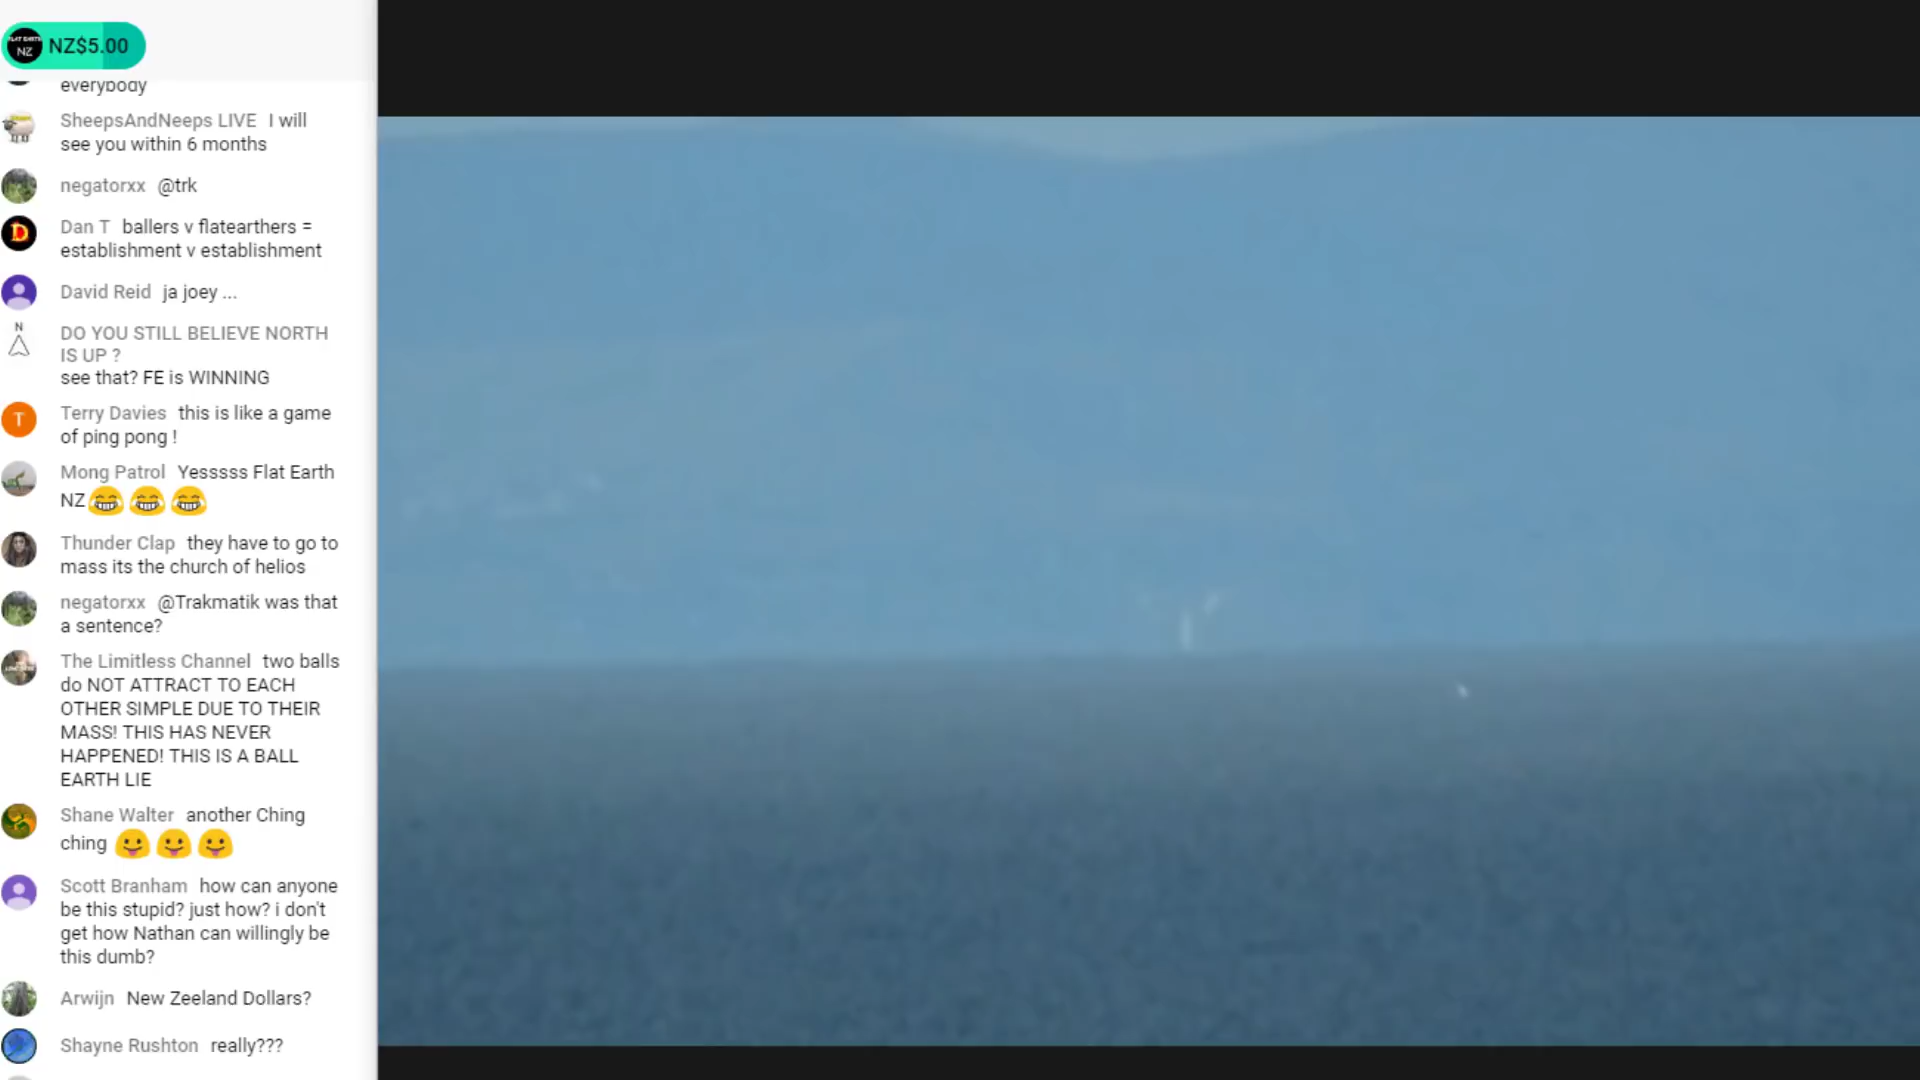 FLAT EARTH
NZ
NZ$5.00
everybody
SheepsAndNeeps LIVE I will
see you within 6 months
negatorxx @trk
Dan T ballers v flatearthers =
establishment v establishment
D
David Reid ja joey ...
N
DO YOU STILL BELIEVE NORTH
IS UP ?
see that? FE is WINNING
T
Terry Davies this is like a game
of ping pong !
Mong Patrol Yesssss Flat Earth
NZ
Thunder Clap they have to go to
mass its the church of helios
negatorxx @Trakmatik was that
a sentence?
The Limitless Channel two balls
do NOT ATTRACT TO EACH
OTHER SIMPLE DUE TO THEIR
MASS! THIS HAS NEVER
HAPPENED! THIS IS A BALL
EARTH LIE
Shane Walter another Ching
ching
Scott Branham how can anyone
be this stupid? just how? i don't
get how Nathan can willingly be
this dumb?
Arwijn New Zeeland Dollars?
Shayne Rushton really???